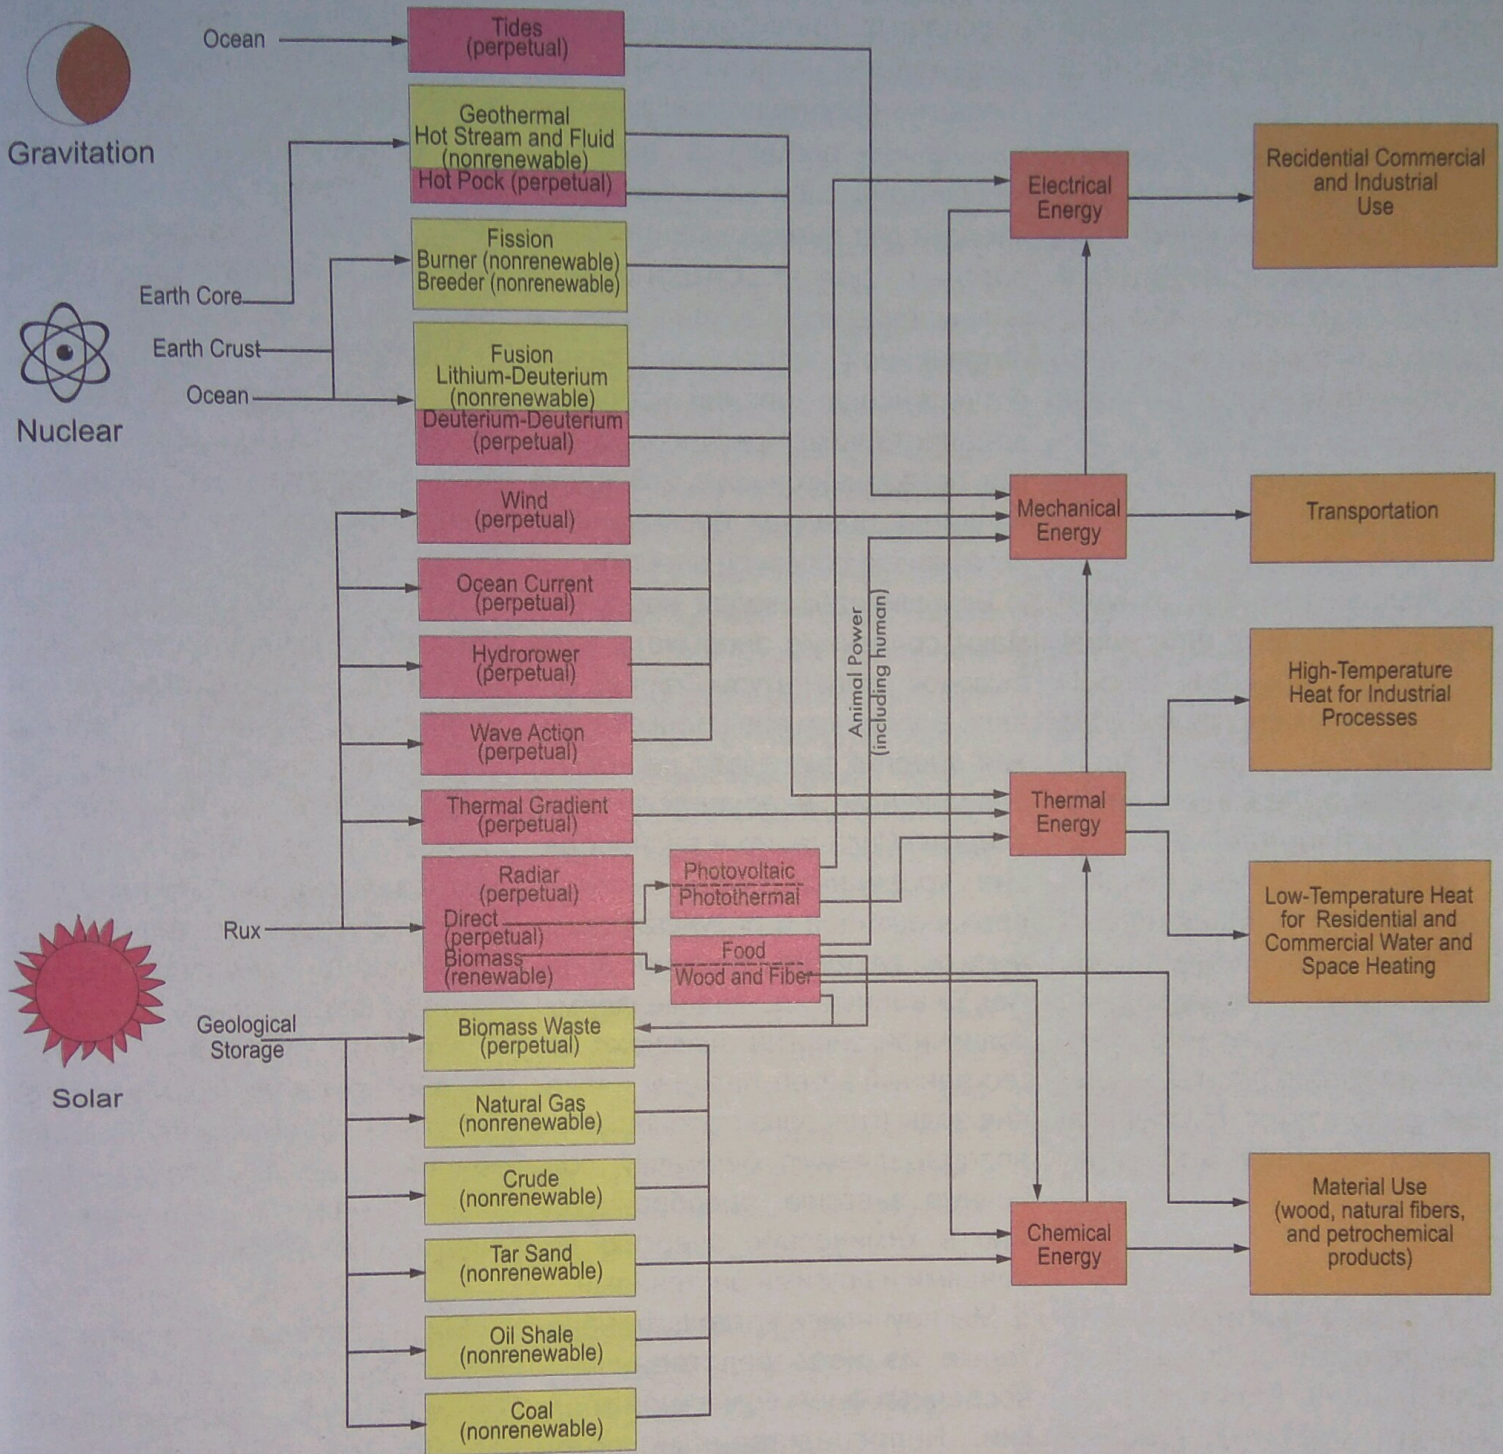 Gravitation
Nuclear
Solar
Ocean
Earth Core
Earth Crust
Ocean
Rux
Geological
Storage
Tides
(perpetual)
Geothermal
Hot Stream and Fluid
(nonrenewable)
Hot Pock (perpetual)
Fission
Burner (nonrenewable)
Breeder (nonrenewable)
Fusion
Lithium-Deuterium
(nonrenewable)
Deuterium-Deuterium
(perpetual)
Wind
(perpetual)
Ocean Current
(perpetual)
Hydrorower
(perpetual)
Wave Action
(perpetual)
Thermal Gradient
(perpetual)
Radiar
(perpetual)
Direct
(perpetual)
Biomass
(renewable)
Biomass Waste
(perpetual)
Natural Gas
(nonrenewable)
Crude
(nonrenewable)
Tar Sand
(nonrenewable)
Oil Shale
(nonrenewable)
Coal
(nonrenewable)
Photovoltaic
Photothermal
Food
Wood and Fiber
Animal Power
(including human)
Electrical
Energy
Mechanical
Energy
Thermal
Energy
Chemical
Energy
Recidential Commercial
and Industrial
Use
Transportation
High-Temperature
Heat for Industrial
Processes
Low-Temperature Heat
for Residential and
Commercial Water and
Space Heating
Material Use
(wood, natural fibers,
and petrochemical
products)